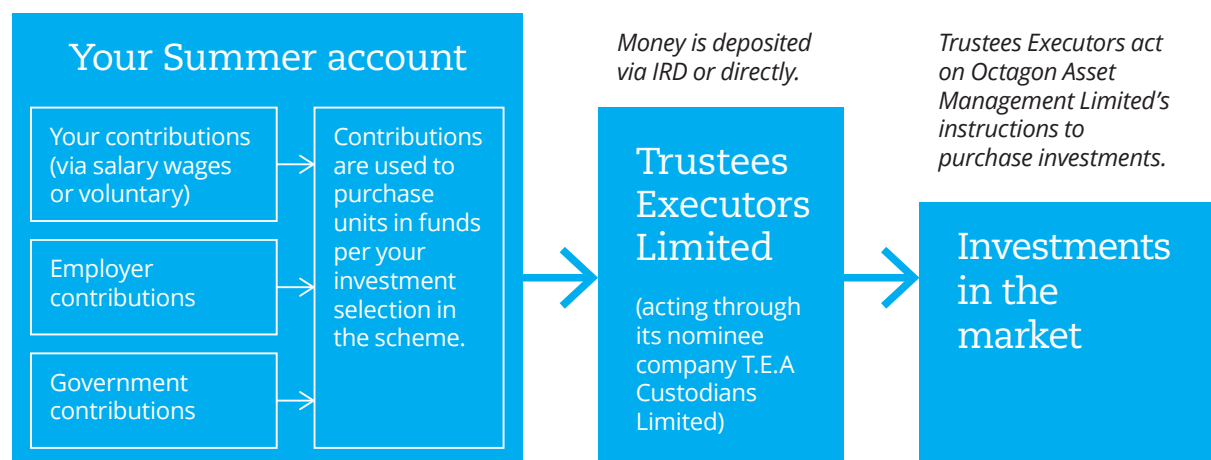 Your Summer account
Your contributions
(via salary wages
or voluntary)
Employer
contributions
Government
contributions
Contributions
are used to
purchase
units in funds
per your
investment
selection in
the scheme.
Money is deposited
via IRD or directly.
Trustees
Executors
Limited
(acting through
its nominee
company T.E.A
Custodians
Limited)
Trustees Executors act
on Octagon Asset
Management Limited’s
instructions to
purchase investments.
Investments
in the
market